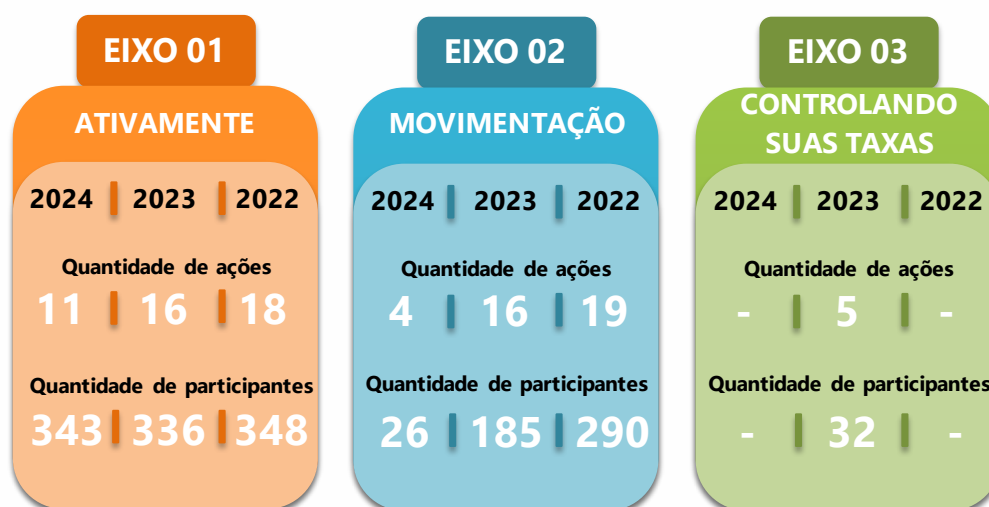 EIXO 01
ATIVAMENTE
2024 | 2023 | 2022
Quantidade de ações
11 | 16 | 18
Quantidade de participantes
343 | 336 | 348
EIXO 02
MOVIMENTAÇÃO
2024 | 2023 | 2022
Quantidade de ações
4 | 16 | 19
Quantidade de participantes
26 | 185 | 290
EIXO 03
CONTROLANDO
SUAS TAXAS
2024 | 2023 | 2022
Quantidade de ações
- | 5 | -
Quantidade de participantes
- | 32 | -